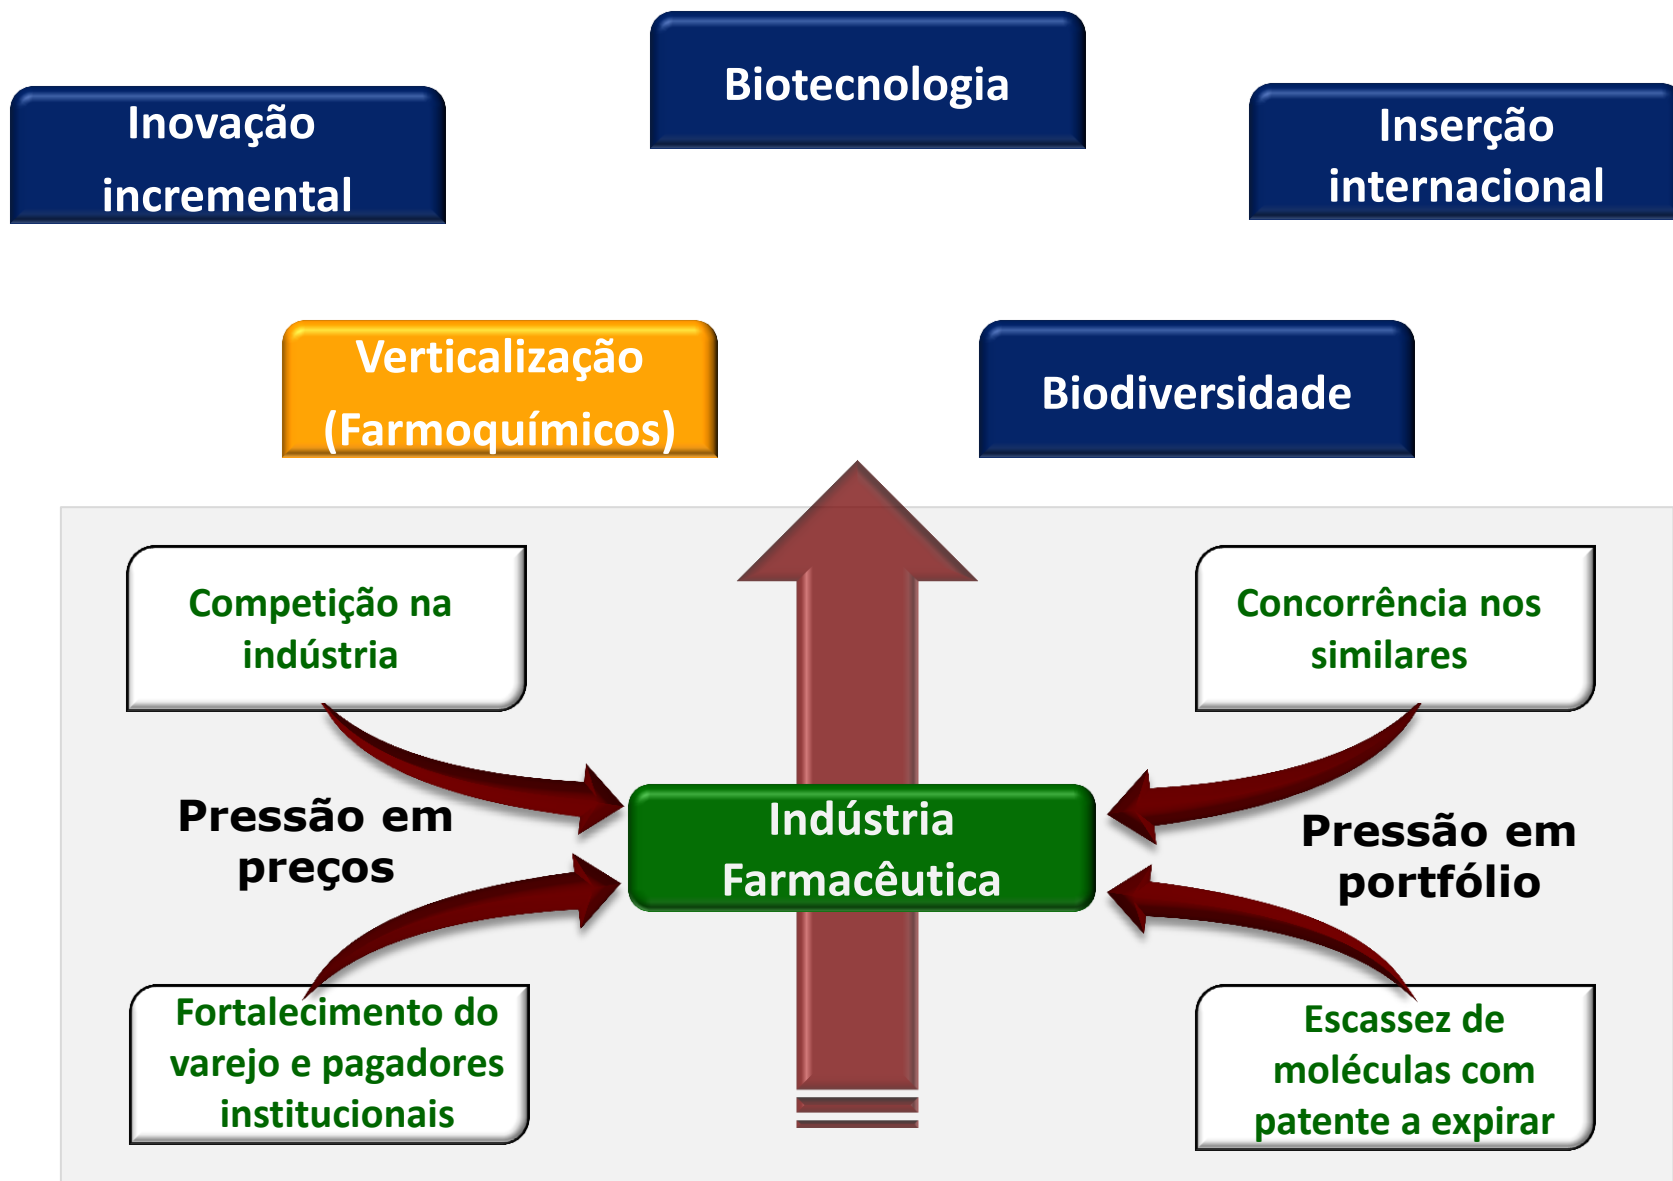 Biotecnologia
Inovação
incremental
Inserção
internacional
Verticalização
(Farmoquímicos)
Biodiversidade
Competição na
indústria
Concorrência nos
similares
Pressão em
preços
Indústria
Farmacêutica
Pressão em
portfólio
Fortalecimento do
varejo e pagadores
institucionais
Escassez de
moléculas com
patente a expirar